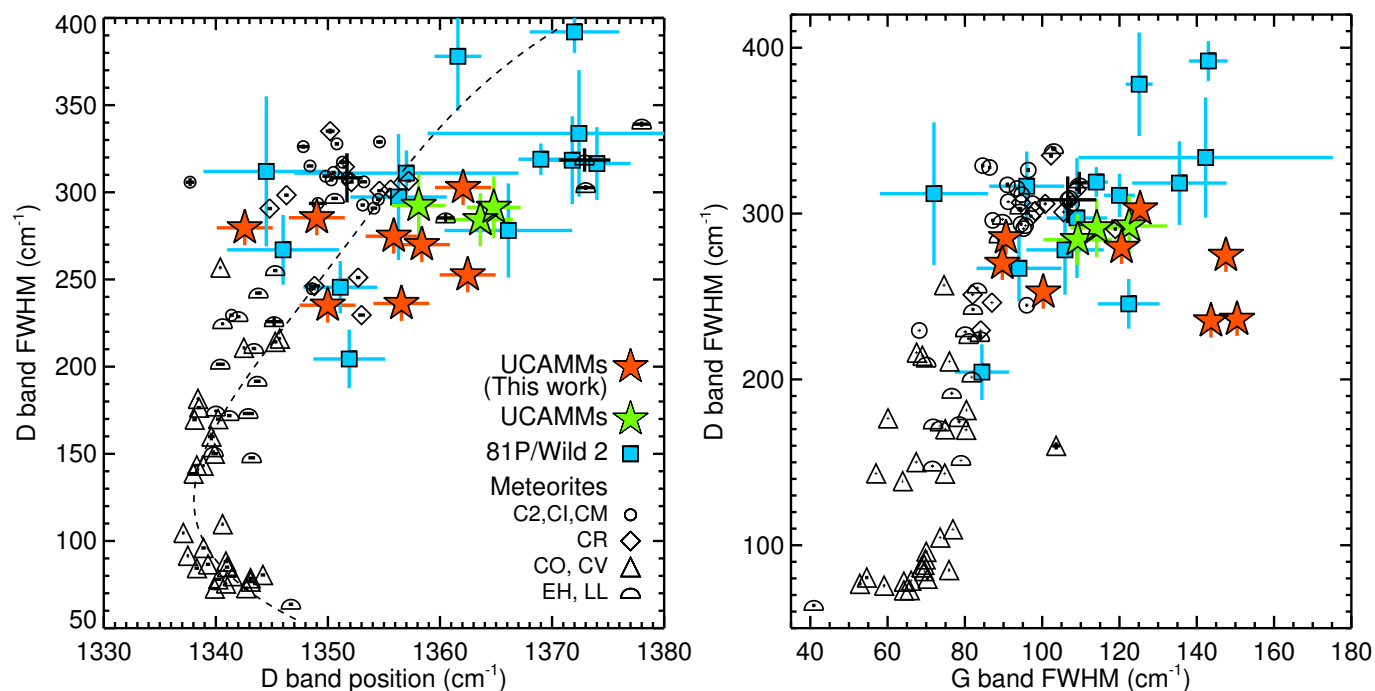 400
350
300
250
200
150
100
50
D band FWHM (cm-1)
1330
1340
1350
1360
1370
1380
D band position (cm-1)
UCAMMs
(This work)
UCAMMs
81P/Wild 2
Meteorites
C2,CI,CM
CR
CO, CV
EH, LL
400
300
200
100
D band FWHM (cm-1)
40
60
80
100
120
140
160
180
G band FWHM (cm-1)